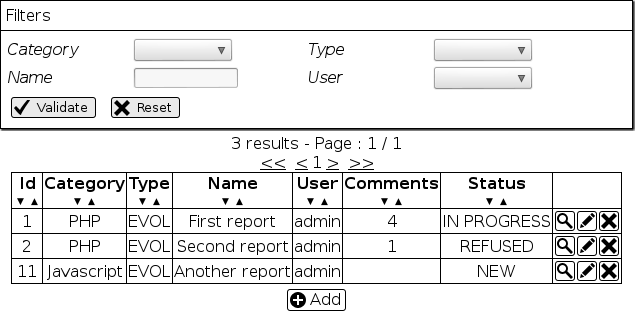 Filters
Category Type
Name User
Validate Reset
3 results - Page : 1 / 1
<< < 1 > >>
Id Category Type Name User Comments Status
1 PHP EVOL First report admin 4 IN PROGRESS
2 PHP EVOL Second report admin 1 REFUSED
11 Javascript EVOL Another report admin NEW
Add